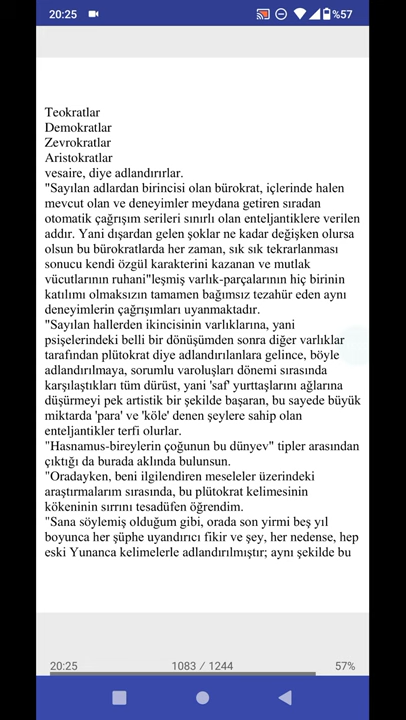 20:25
%57
Teokratlar
Demokratlar
Zevrokratlar
Aristokratlar
vesaire, diye adlandırırlar.
"Sayılan adlardan birincisi olan bürokrat, içlerinde halen
mevcut olan ve deneyimler meydana getiren sıradan
otomatik çağrışım serileri sınırlı olan enteljantiklere verilen
addır. Yani dışardan gelen şoklar ne kadar değişken olursa
olsun bu bürokratlarda her zaman, sık sık tekrarlanması
sonucu kendi özgül karakterini kazanan ve mutlak
vücutlarının ruhani"leşmiş varlık-parçalarının hiç birinin
katılımı olmaksızın tamamen bağımsız tezahür eden aynı
deneyimlerin çağrışımları uyanmaktadır.
"Sayılan hallerden ikincisinin varlıklarına, yani
psişelerindeki belli bir dönüşümden sonra diğer varlıklar
tarafından plütokrat diye adlandırılanlara gelince, böyle
adlandırılmaya, sorumlu varoluşları dönemi sırasında
karşılaştıkları tüm dürüst, yani 'saf' yurttaşlarını ağlarına
düşürmeyi pek artistik bir şekilde başaran, bu sayede büyük
miktarda 'para' ve 'köle' denen şeylere sahip olan
enteljantikler terfi olurlar.
"Hasnamus-bireylerin çoğunun bu dünyev" tipler arasından
çıktığı da burada aklında bulunsun.
"Oradayken, beni ilgilendiren meseleler üzerindeki
araştırmalarım sırasında, bu plütokrat kelimesinin
kökeninin sırrını tesadüfen öğrendim.
"Sana söylemiş olduğum gibi, orada son yirmi beş yıl
boyunca her şüphe uyandırıcı fikir ve şey, her nedense, hep
eski Yunanca kelimelerle adlandırılmıştır; aynı şekilde bu
20:25
1083 / 1244
57%